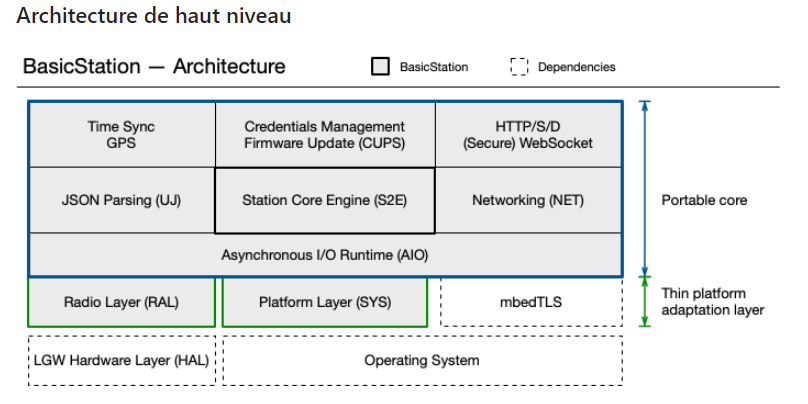 Architecture de haut niveau
BasicStation — Architecture
BasicStation
Dependencies
Time Sync
GPS
Credentials Management
Firmware Update (CUPS)
HTTP/S/D
(Secure) WebSocket
JSON Parsing (UJ)
Station Core Engine (S2E)
Networking (NET)
Portable core
Asynchronous I/O Runtime (AIO)
Radio Layer (RAL)
Platform Layer (SYS)
mbedTLS
Thin platform
adaptation layer
LGW Hardware Layer (HAL)
Operating System